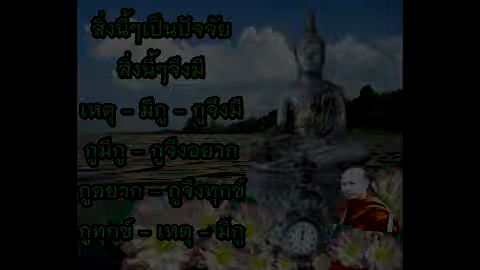 สิ่งนี้ๆเป็นปัจจัย
สิ่งนี้ๆจึงมี
เหตุ - มีกู - กูจึงมี
กูมีกู - กูจึงอยาก
กูอยาก - กูจึงทุกข์
กูทุกข์ - เหตุ - มีกู